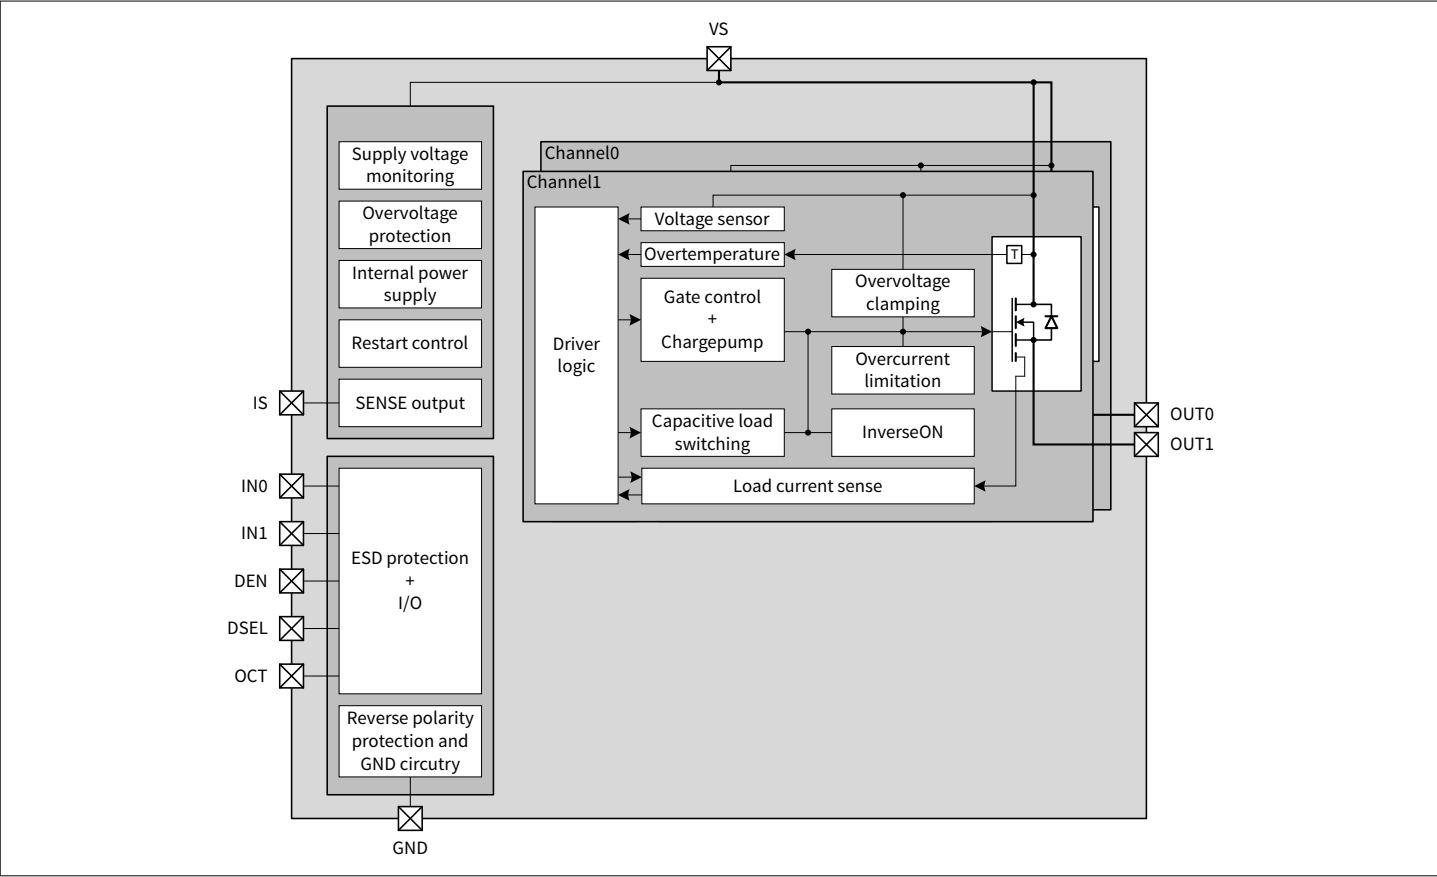 VS
Supply voltage
monitoring
Overvoltage
protection
Internal power
supply
Restart control
SENSE output
IS
IN0
IN1
DEN
DSEL
OCT
ESD protection
+
I/O
Reverse polarity
protection and
GND circutry
GND
Channel0
Channel1
Driver
logic
Voltage sensor
Overtemperature
Gate control
+
Chargepump
Capacitive load
switching
Load current sense
Overvoltage
clamping
Overcurrent
limitation
InverseON
T
OUT0
OUT1